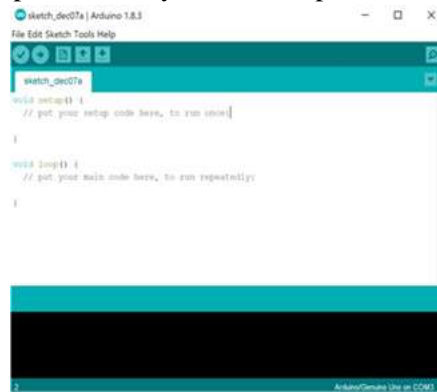 sketch_dec07a | Arduino 1.8.3
File Edit Sketch Tools Help
sketch_dec07a
void setup() {
// put your setup code here, to run once:
}
void loop() {
// put your main code here, to run repeatedly:
}
2
Arduino/Genuino Uno on COM3